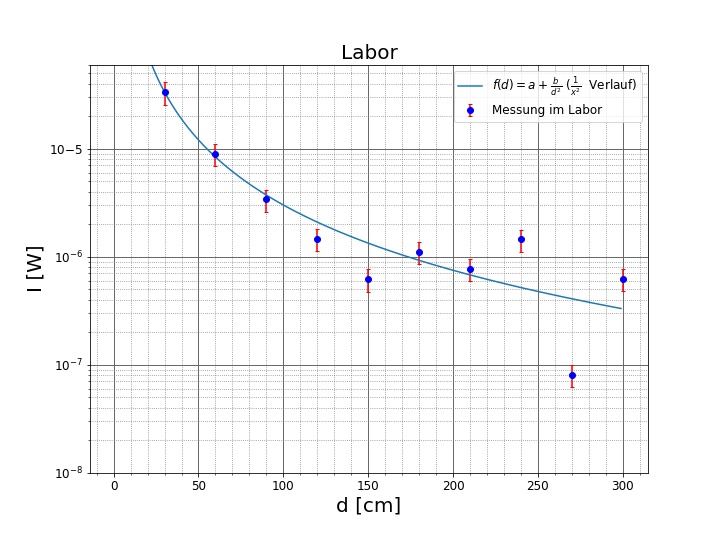 Labor
f(d) = a + b/d² (1/x² Verlauf)
Messung im Labor
10⁻⁵
10⁻⁶
10⁻⁷
10⁻⁸
I [W]
0 50 100 150 200 250 300
d [cm]